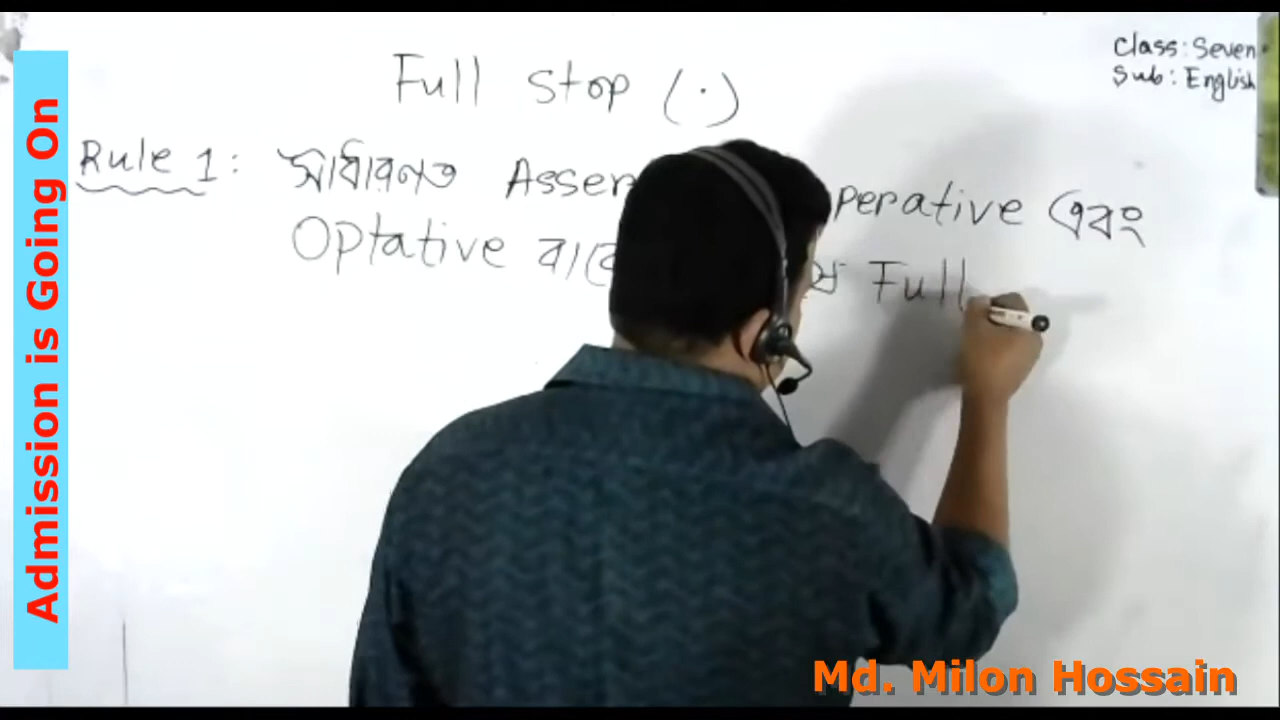 Admission is Going On
Class: Seven
Sub: English
Full Stop (.)
Rule 1: সাধারণত Asser perative এবং
Optative Full
Md. Milon Hossain